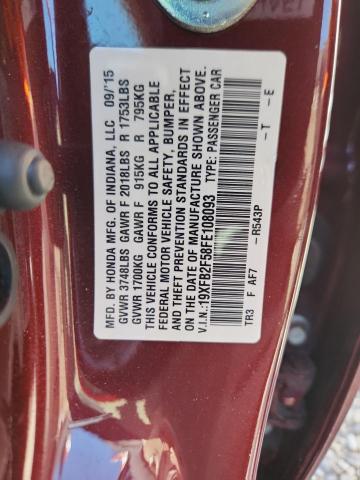 MFD. BY HONDA MFG. OF INDIANA, LLC 09/'15
GVWR 3748LBS GAWR F 2018LBS R 1753LBS
GVWR 1700KG GAWR F 915KG R 795KG
THIS VEHICLE CONFORMS TO ALL APPLICABLE
FEDERAL MOTOR VEHICLE SAFETY, BUMPER,
AND THEFT PREVENTION STANDARDS IN EFFECT
ON THE DATE OF MANUFACTURE SHOWN ABOVE.
V.I.N.:19XFB2F58FE108093 TYPE: PASSENGER CAR
TR3 F AF7 -R543P -T -E